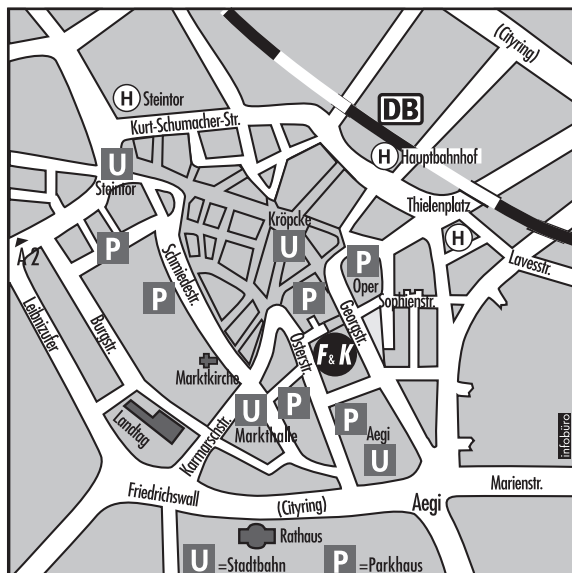 (Cityring)
H Steintor
DB
Kurt-Schumacher-Str.
H Hauptbahnhof
U
Steintor
Thielenplatz
Kröpcke
U
H
A 2
P
P
Oper
Lavesstr.
Schmiedestr.
P
P
Sophienstr.
Georgstr.
Leibnizufer
Burgstr.
Osterstr.
F & K
Marktkirche
U
Markthalle
P
P
Aegi
U
Landtag
Karmarschstr.
infobüro
Friedrichswall
(Cityring)
Aegi
Marienstr.
Rathaus
U =Stadtbahn
P =Parkhaus